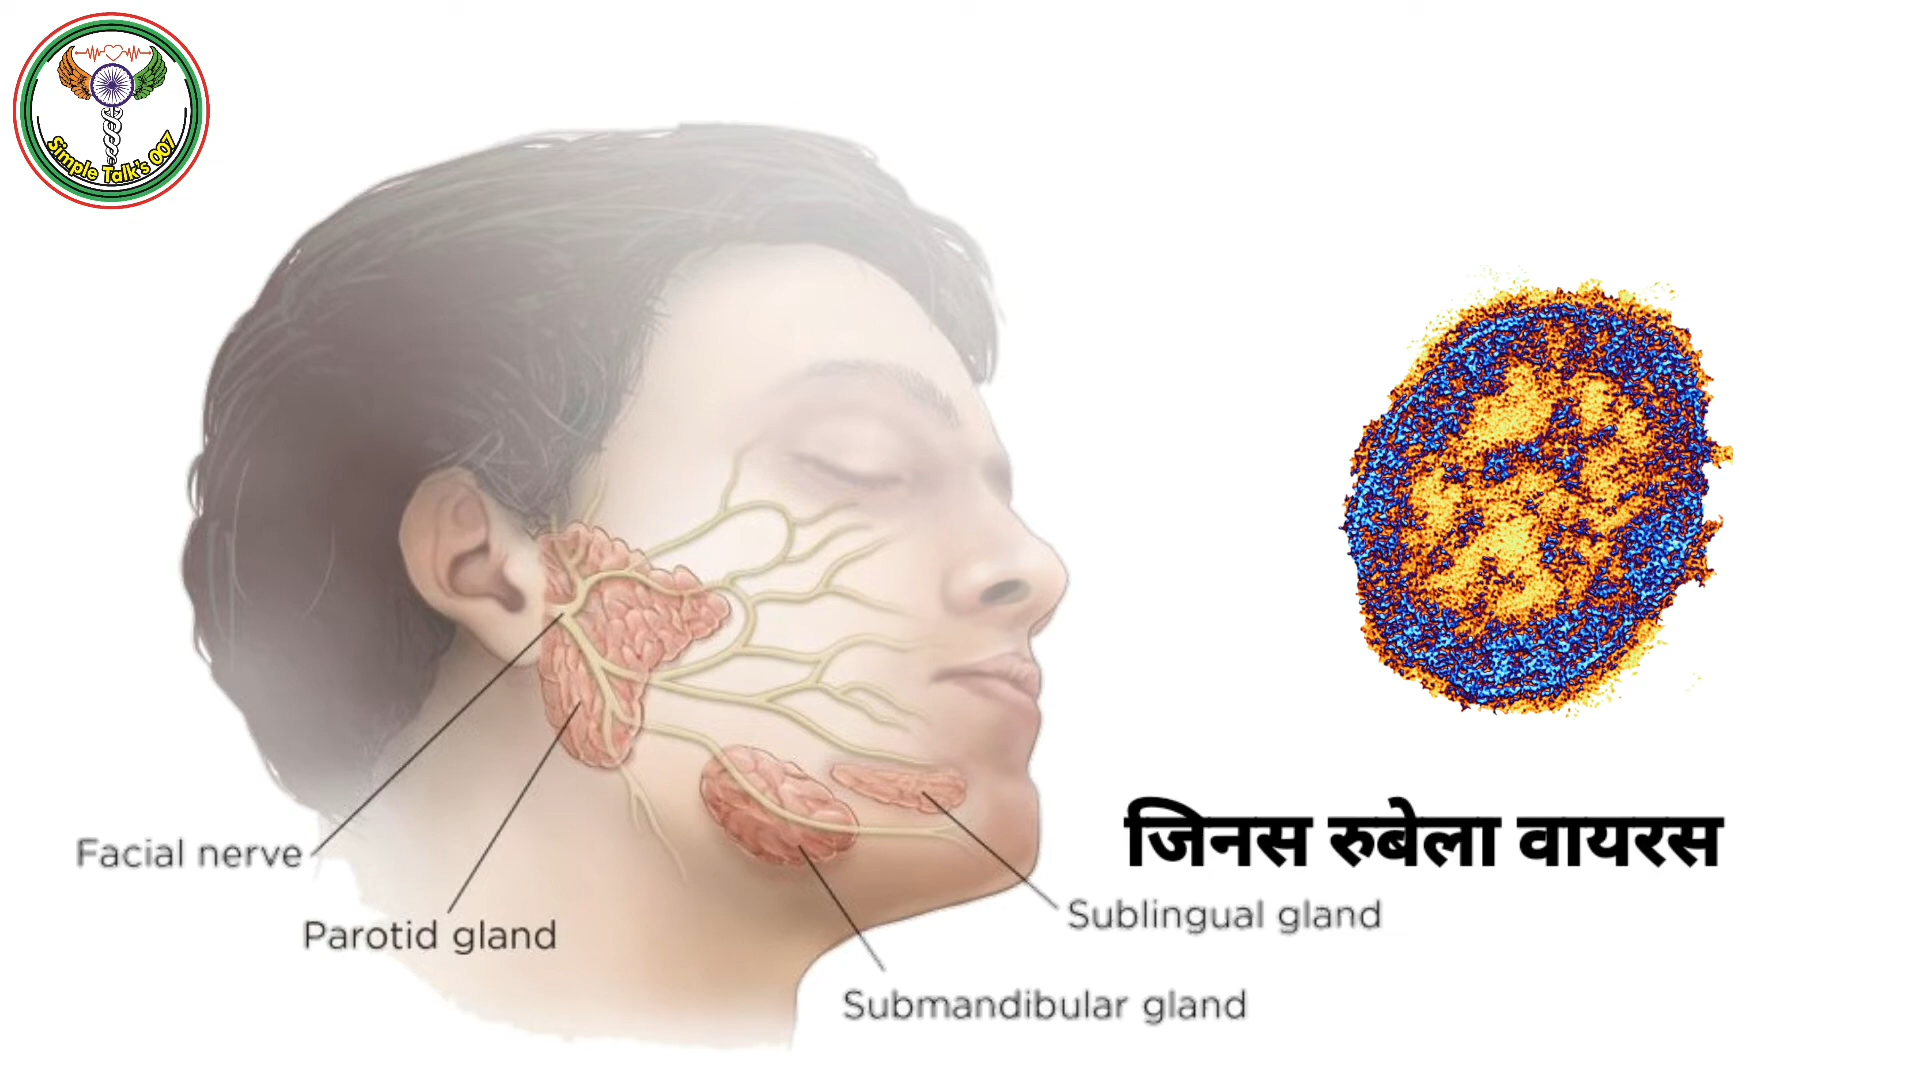 Simple Talk's 007
जिनस रुबेला वायरस
Facial nerve
Parotid gland
Sublingual gland
Submandibular gland